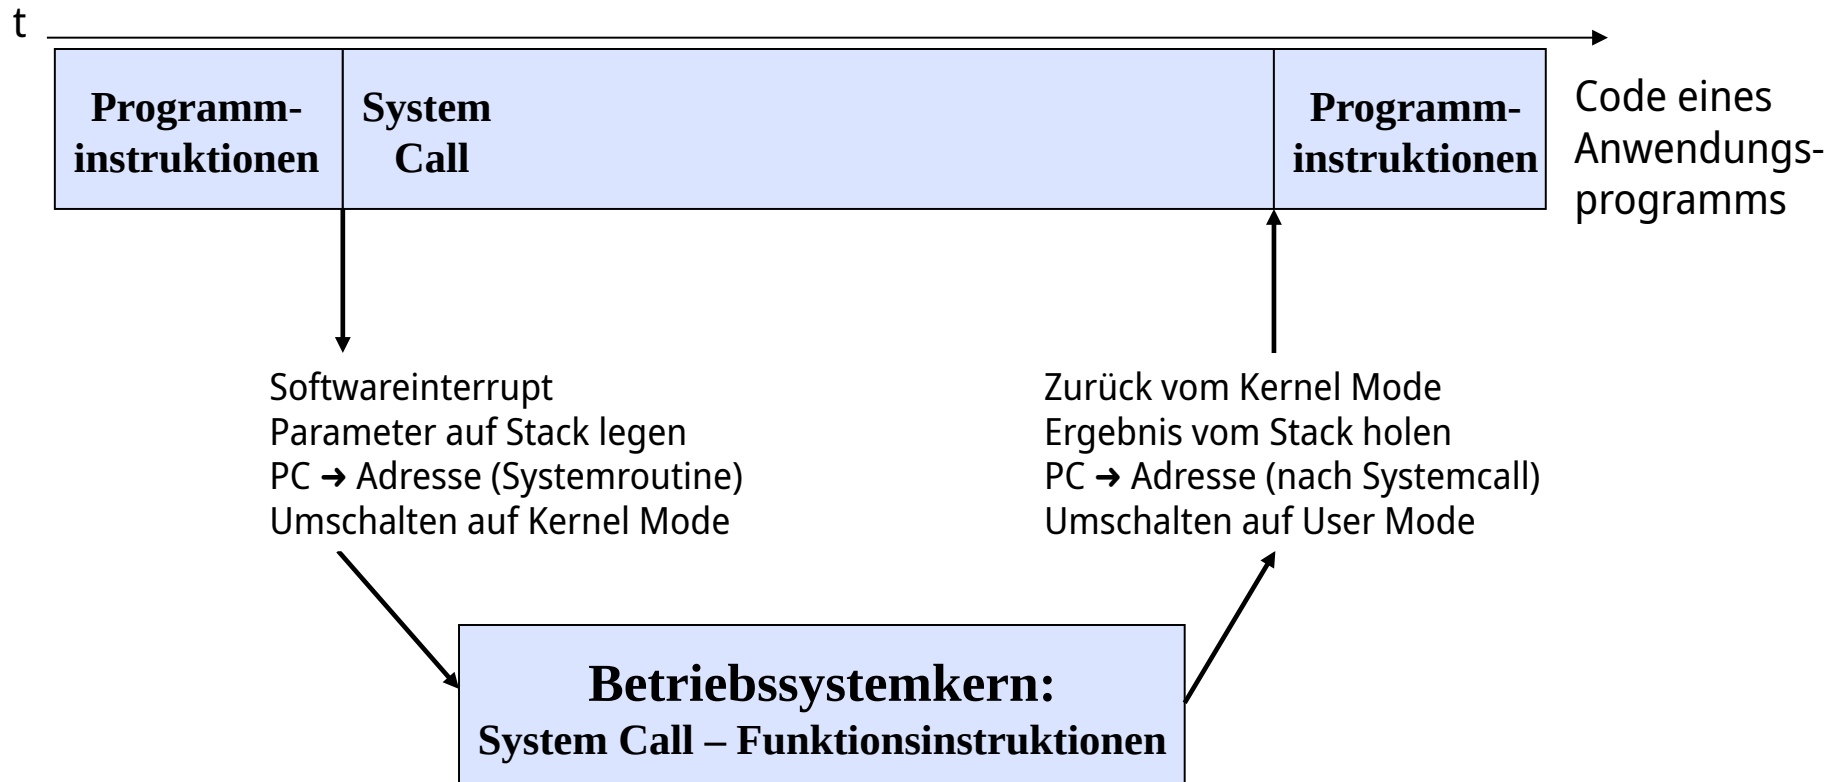 t
Programm-
instruktionen
System
Call
Programm-
instruktionen
Code eines
Anwendungs-
programms
Softwareinterrupt
Parameter auf Stack legen
PC ➜ Adresse (Systemroutine)
Umschalten auf Kernel Mode
Zurück vom Kernel Mode
Ergebnis vom Stack holen
PC ➜ Adresse (nach Systemcall)
Umschalten auf User Mode
Betriebssystemkern:
System Call – Funktionsinstruktionen